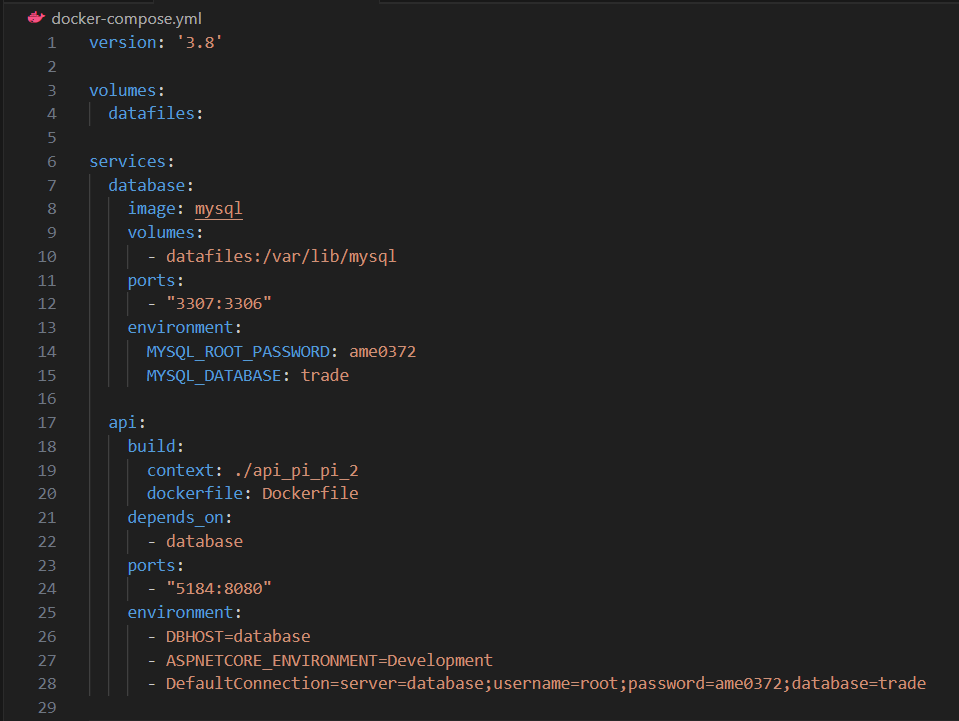 docker-compose.yml
1 version: '3.8'
2
3 volumes:
4 datafiles:
5
6 services:
7 database:
8 image: mysql
9 volumes:
10 - datafiles:/var/lib/mysql
11 ports:
12 - "3307:3306"
13 environment:
14 MYSQL_ROOT_PASSWORD: ame0372
15 MYSQL_DATABASE: trade
16
17 api:
18 build:
19 context: ./api_pi_pi_2
20 dockerfile: Dockerfile
21 depends_on:
22 - database
23 ports:
24 - "5184:8080"
25 environment:
26 - DBHOST=database
27 - ASPNETCORE_ENVIRONMENT=Development
28 - DefaultConnection=server=database;username=root;password=ame0372;database=trade
29